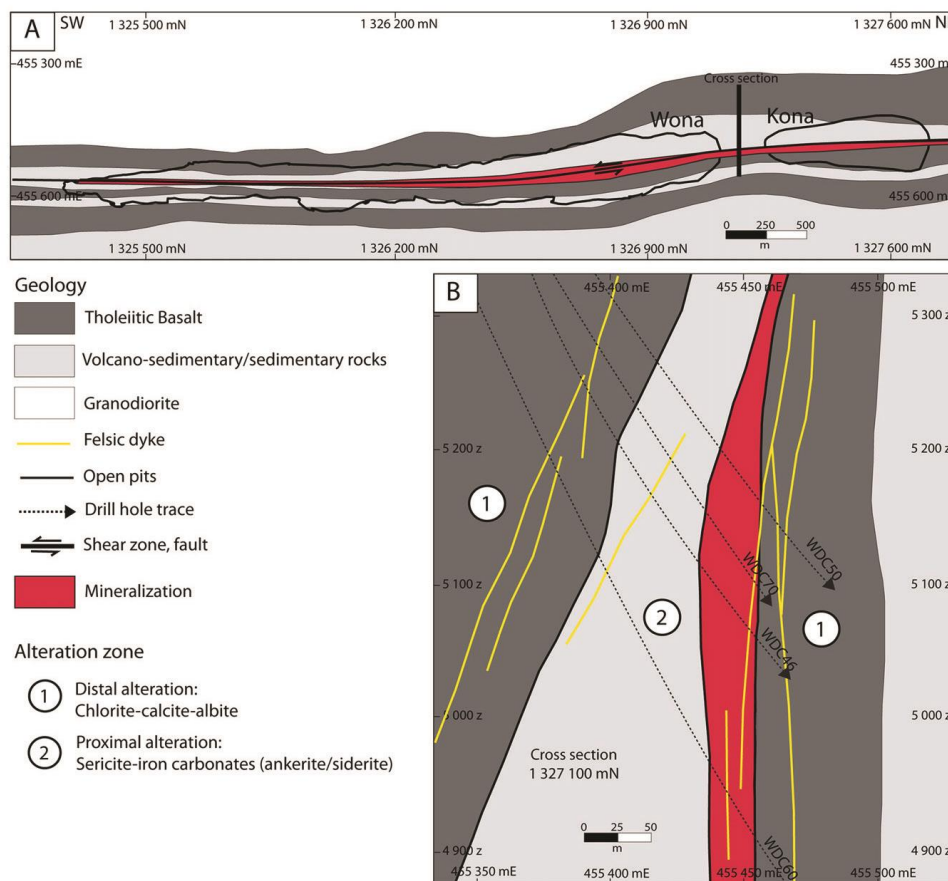 A
SW
1 325 500 mN
1 326 200 mN
1 326 900 mN
1 327 600 mN
N
455 300 mE
455 300 mE
Cross section
Wona
Kona
455 600 mE
455 600 mE
0 250 500
m
1 325 500 mN
1 326 200 mN
1 326 900 mN
1 327 600 mN
Geology
Tholeiitic Basalt
Volcano-sedimentary/sedimentary rocks
Granodiorite
Felsic dyke
Open pits
Drill hole trace
Shear zone, fault
Mineralization
Alteration zone
1 Distal alteration:
Chlorite-calcite-albite
2 Proximal alteration:
Sericite-iron carbonates (ankerite/siderite)
B
455 400 mE
455 450 mE
455 500 mE
5 300 z
5 300 z
5 200 z
5 200 z
1
5 100 z
5 100 z
WDC50
WDC70
2
1
WDC46
5 000 z
5 000 z
Cross section
1 327 100 mN
0 25 50
m
4 900 z
4 900 z
WDC60
455 350 mE
455 400 mE
455 450 mE
455 500 mE